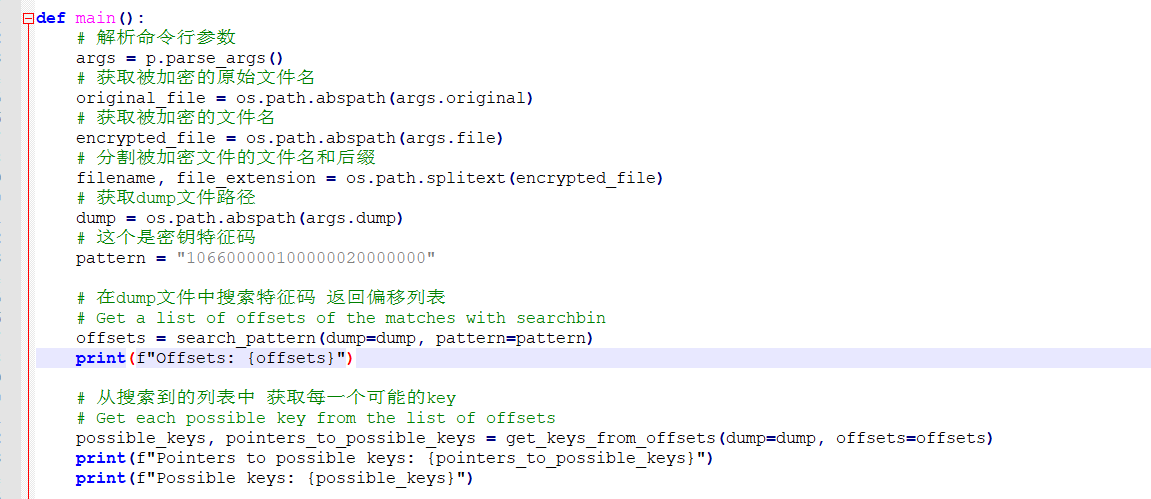 def main():
    # 解析命令行参数
    args = p.parse_args()
    # 获取被加密的原始文件名
    original_file = os.path.abspath(args.original)
    # 获取被加密的文件名
    encrypted_file = os.path.abspath(args.file)
    # 分割被加密文件的文件名和后缀
    filename, file_extension = os.path.splitext(encrypted_file)
    # 获取dump文件路径
    dump = os.path.abspath(args.dump)
    # 这个是密钥特征码
    pattern = "106600000100000020000000"
    # 在dump文件中搜索特征码 返回偏移列表
    # Get a list of offsets of the matches with searchbin
    offsets = search_pattern(dump=dump, pattern=pattern)
    print(f"Offsets: {offsets}")
    # 从搜索到的列表中 获取每一个可能的key
    # Get each possible key from the list of offsets
    possible_keys, pointers_to_possible_keys = get_keys_from_offsets(dump=dump, offsets=offsets)
    print(f"Pointers to possible keys: {pointers_to_possible_keys}")
    print(f"Possible keys: {possible_keys}")